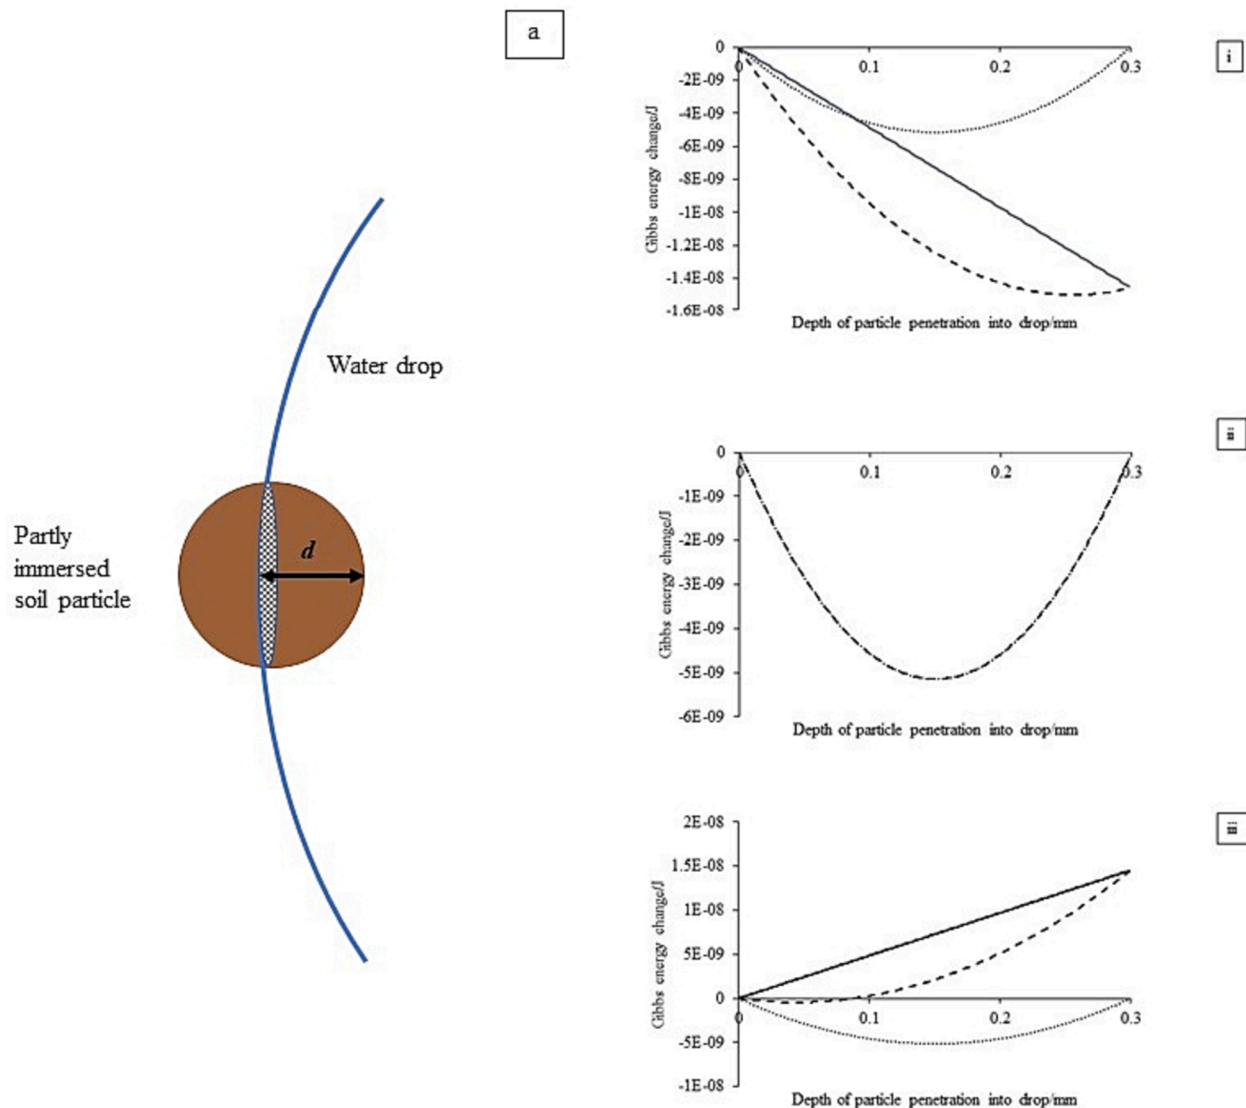 a
Water drop
Partly
immersed
soil particle
d
i
0
-2E-09
-4E-09
-6E-09
-8E-09
-1E-08
-1.2E-08
-1.4E-08
-1.6E-08
0
0.1
0.2
0.3
Gibbs energy change/J
Depth of particle penetration into drop/mm
ii
0
-1E-09
-2E-09
-3E-09
-4E-09
-5E-09
-6E-09
0
0.1
0.2
0.3
Gibbs energy change/J
Depth of particle penetration into drop/mm
iii
2E-08
1.5E-08
1E-08
5E-09
0
-5E-09
-1E-08
0
0.1
0.2
0.3
Gibbs energy change/J
Depth of particle penetration into drop/mm